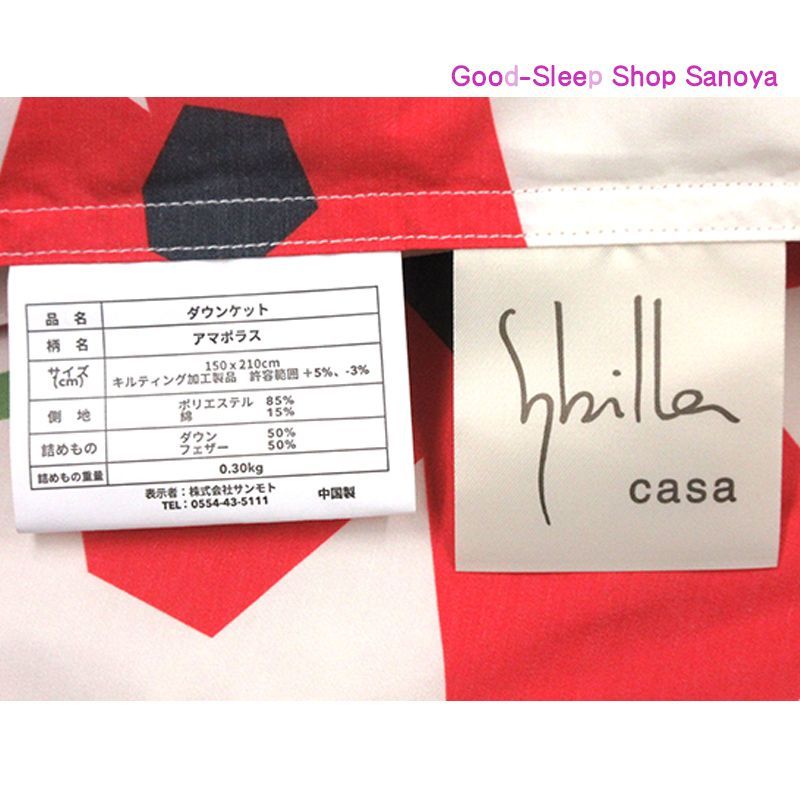 Good-Sleep Shop Sanoya
品 名 ダウンケット
柄 名 アマポラス
サイズ(cm) 150x210cm
キルティング加工製品 許容範囲 +5%、-3%
側 地 ポリエステル 85%
綿 15%
詰めもの ダウン 50%
フェザー 50%
詰めもの重量 0.30kg
表示者：株式会社サンモト 中国製
TEL：0554-43-5111
Sybilla
casa